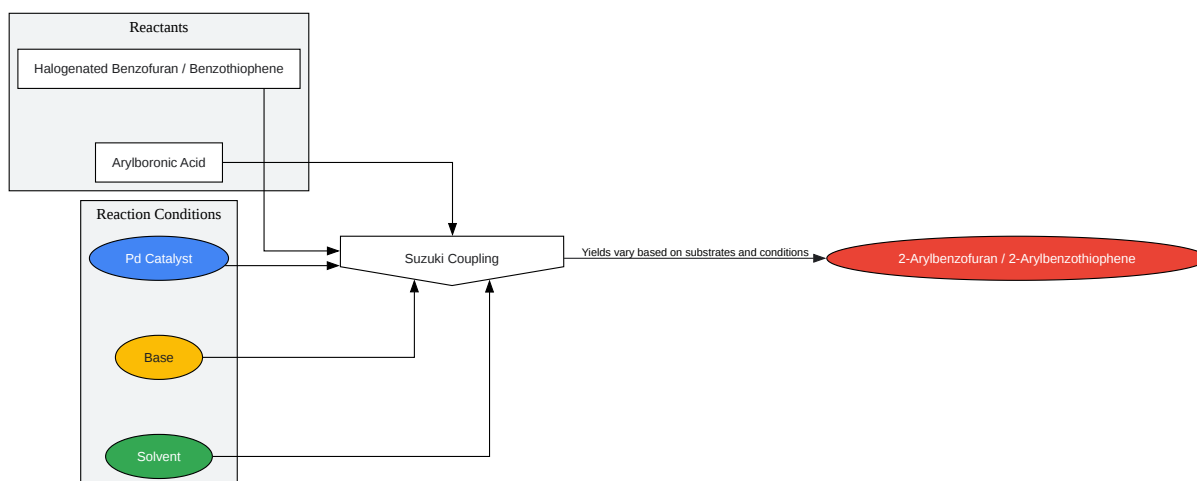 Reactants
Halogenated Benzofuran / Benzothiophene
Arylboronic Acid
Reaction Conditions
Pd Catalyst
Base
Solvent
Suzuki Coupling
Yields vary based on substrates and conditions
2-Arylbenzofuran / 2-Arylbenzothiophene